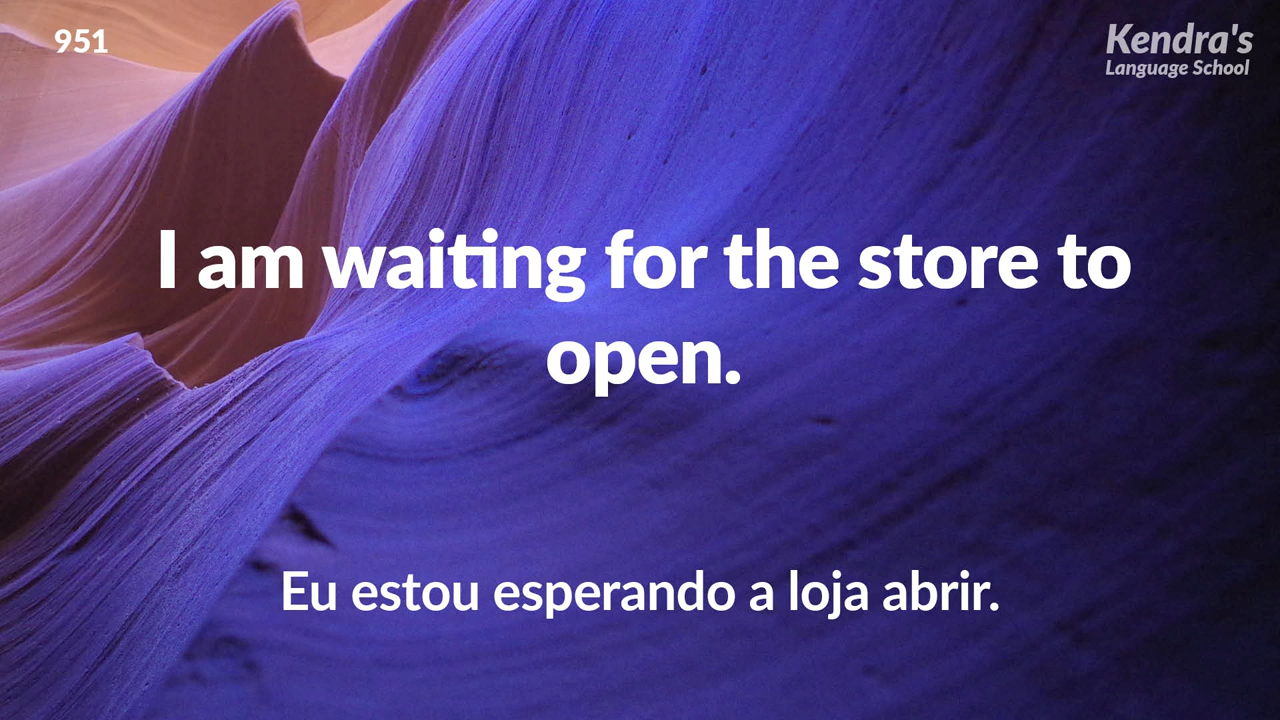 951
Kendra's
Language School
I am waiting for the store to
open.
Eu estou esperando a loja abrir.